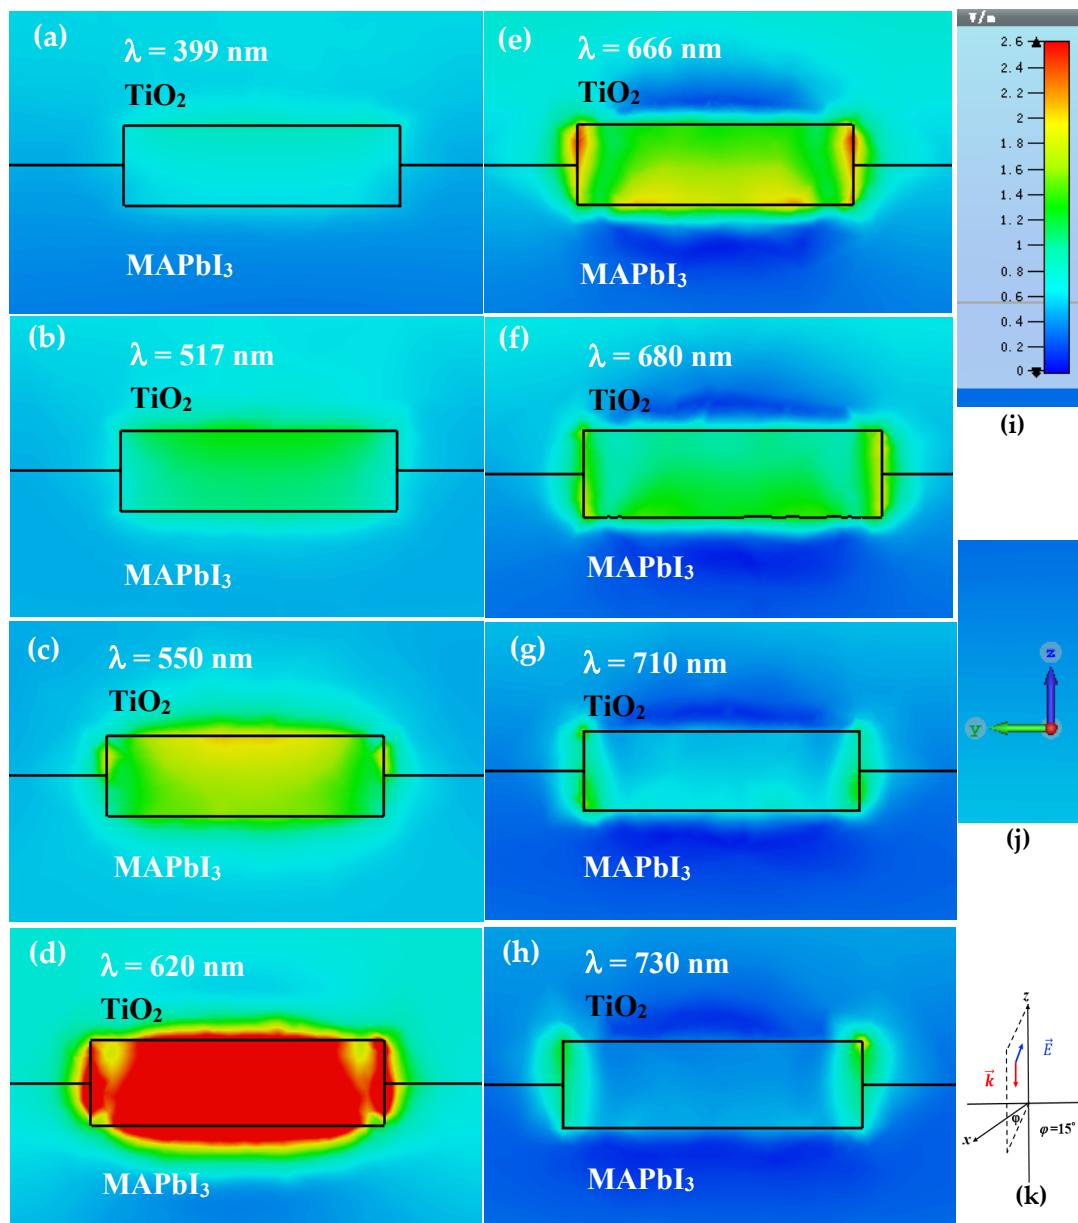 (a)
λ = 399 nm
TiO₂
MAPbI₃
(b)
λ = 517 nm
TiO₂
MAPbI₃
(c)
λ = 550 nm
TiO₂
MAPbI₃
(d)
λ = 620 nm
TiO₂
MAPbI₃
(e)
λ = 666 nm
TiO₂
MAPbI₃
(f)
λ = 680 nm
TiO₂
MAPbI₃
(g)
λ = 710 nm
TiO₂
MAPbI₃
(h)
λ = 730 nm
TiO₂
MAPbI₃
V/m
2.6
2.4
2.2
2
1.8
1.6
1.4
1.2
1
0.8
0.6
0.4
0.2
0
(i)
z
y
(j)
z
E⃗
k⃗
φ
x
φ=15°
(k)